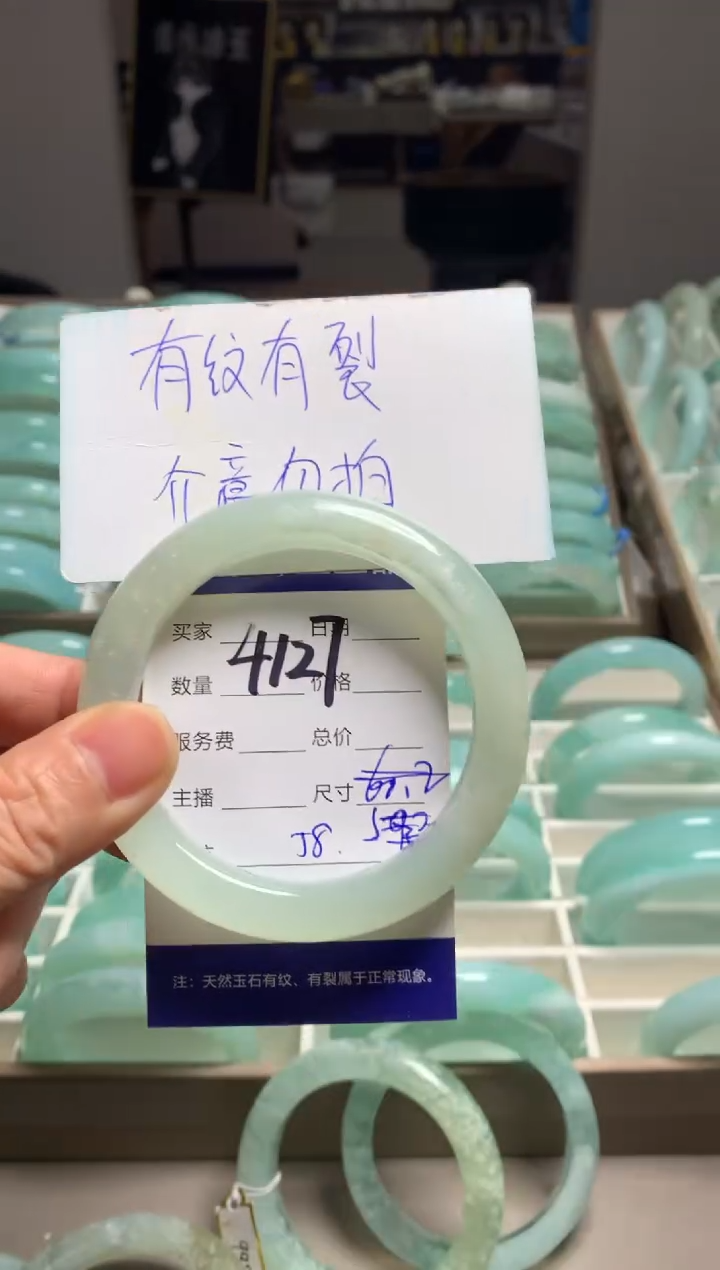 有纹有裂
介意勿拍
买家 4127 日期
数量 价格
服务费 总价
主播 尺寸
58.
注：天然玉石有纹、有裂属于正常现象。